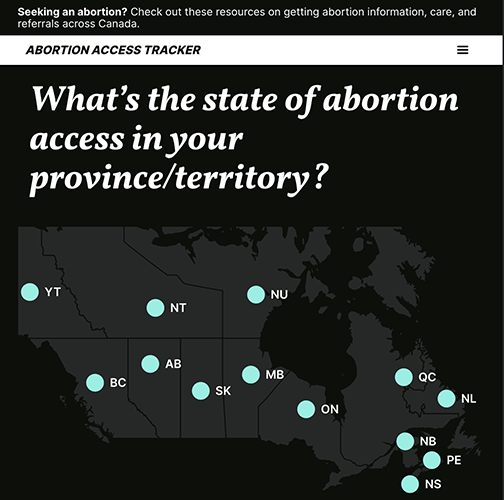 Seeking an abortion? Check out these resources on getting abortion information, care, and
referrals across Canada.
ABORTION ACCESS TRACKER
What’s the state of abortion
access in your
province/territory?
YT
NU
NT
AB
MB
BC
SK
QC
NL
ON
NB
PE
NS